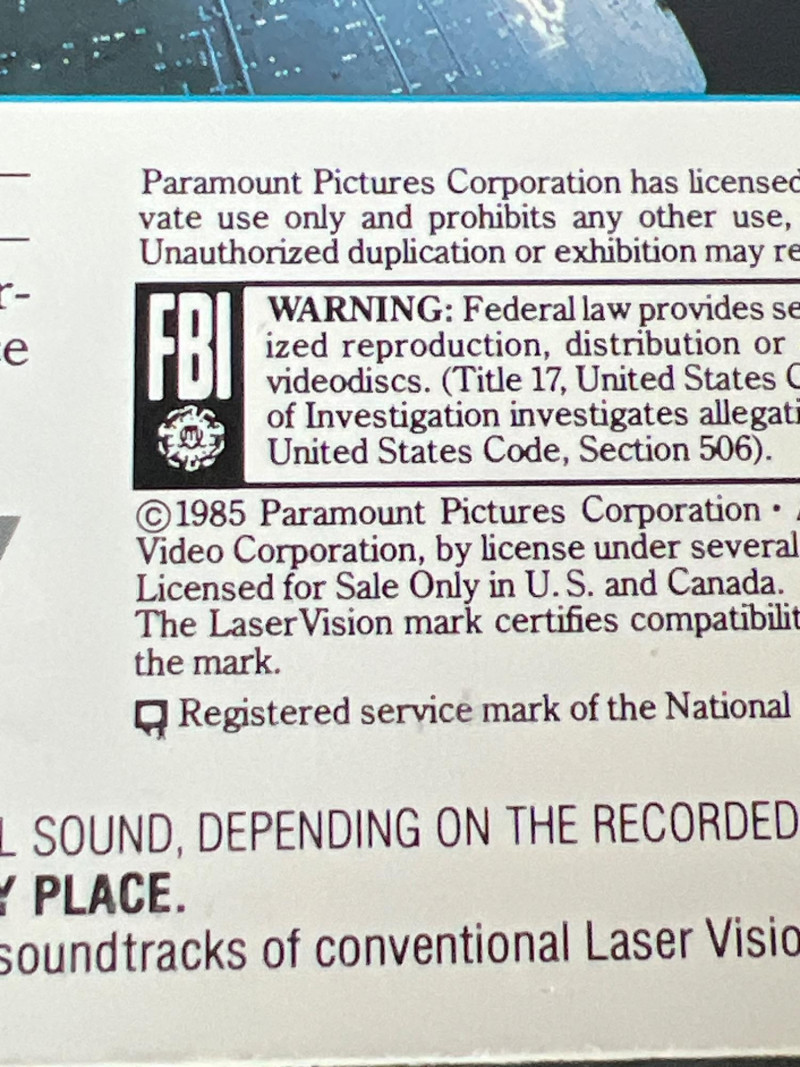 Paramount Pictures Corporation has licensed
vate use only and prohibits any other use,
Unauthorized duplication or exhibition may re
r-
ce
FBI
WARNING: Federal law provides se
ized reproduction, distribution or
videodiscs. (Title 17, United States C
of Investigation investigates allegati
United States Code, Section 506).
©1985 Paramount Pictures Corporation •
Video Corporation, by license under several
Licensed for Sale Only in U.S. and Canada.
The LaserVision mark certifies compatibilit
the mark.
Registered service mark of the National
L SOUND, DEPENDING ON THE RECORDED
Y PLACE.
soundtracks of conventional Laser Visio